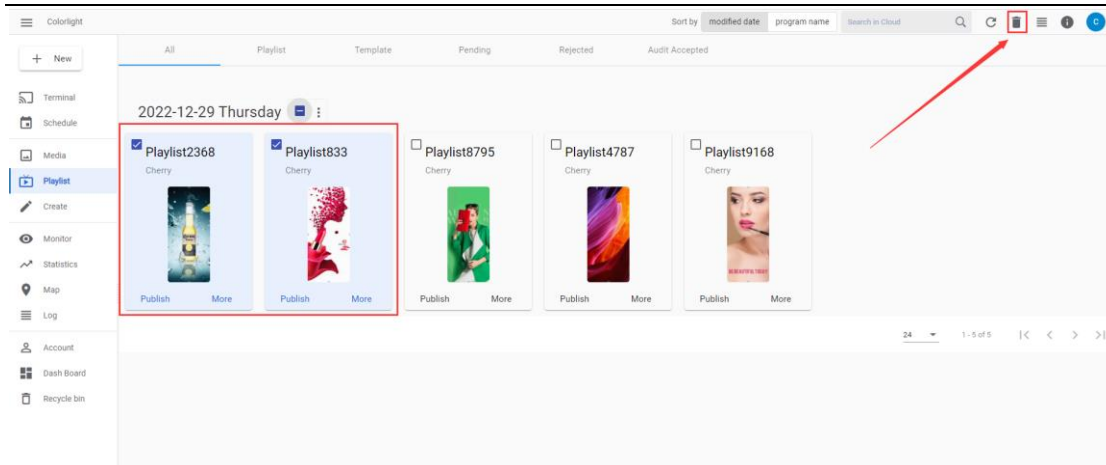 Colorlight
Sort by modified date program name Search in Cloud
C
+ New
All Playlist Template Pending Rejected Audit Accepted
Terminal
Schedule
Media
Playlist
Create
Monitor
Statistics
Map
Log
Account
Dash Board
Recycle bin
2022-12-29 Thursday
Playlist2368
Cherry
Publish More
Playlist833
Cherry
Publish More
Playlist8795
Cherry
Publish More
Playlist4787
Cherry
Publish More
Playlist9168
Cherry
Publish More
24 1-5 of 5